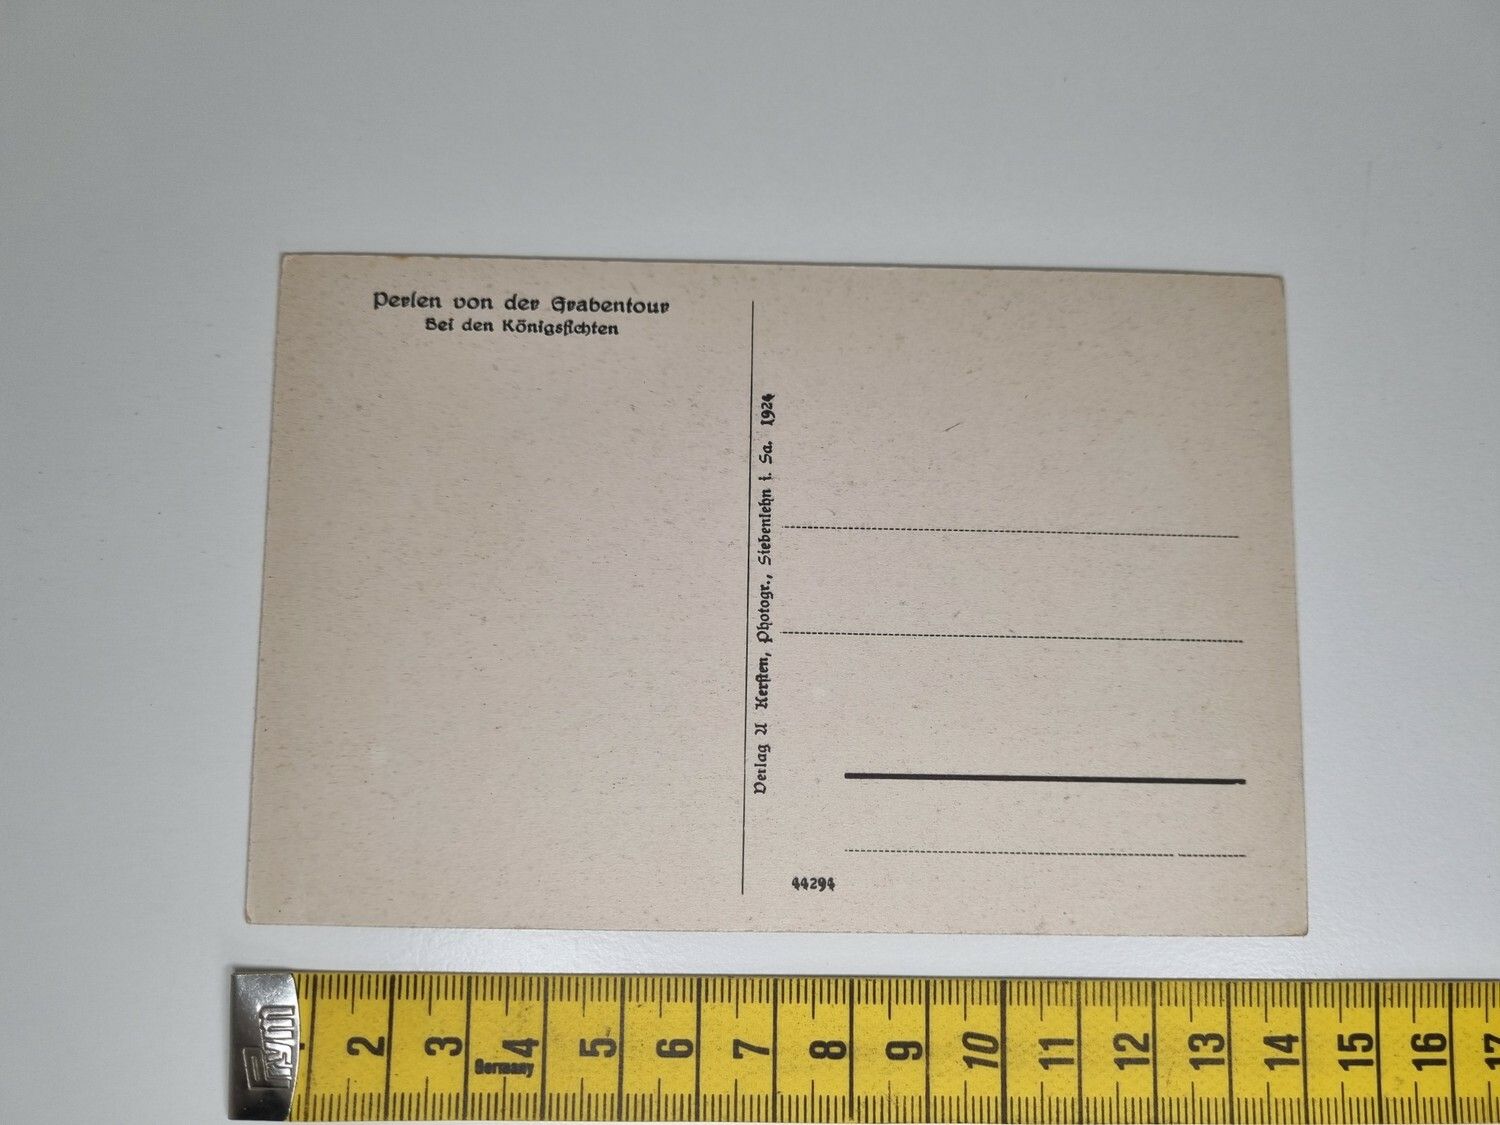 Perlen von der Grabentour
Bei den Königsfichten
Verlag A Kersten, Photogr., Siebenlehn i. Sa. 1924
44294
Prym
2 3 4 5 6 7 8 9 10 11 12 13 14 15 16 17
Germany